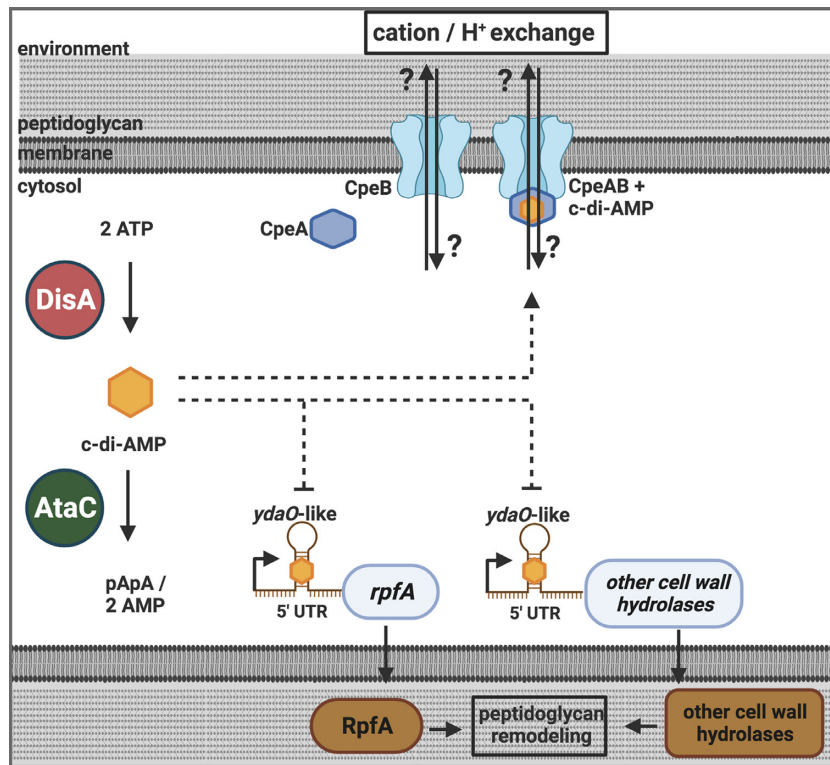 cation / H⁺ exchange
environment
?
?
peptidoglycan
membrane
cytosol
CpeB
CpeAB +
c-di-AMP
CpeA
2 ATP
?
?
DisA
c-di-AMP
AtaC
ydaO-like
ydaO-like
pApA /
2 AMP
rpfA
other cell wall
hydrolases
5' UTR
5' UTR
RpfA
peptidoglycan
remodeling
other cell wall
hydrolases